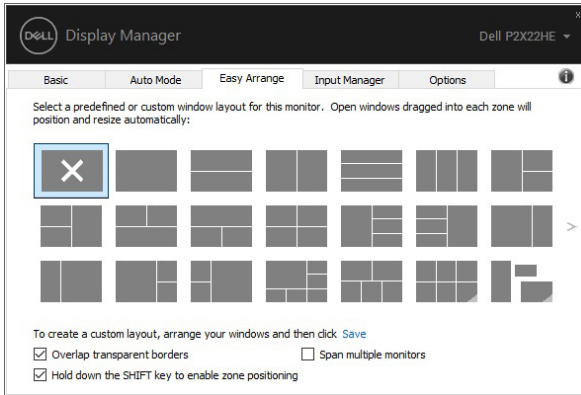 DELL Display Manager
Dell P2X22HE
Basic Auto Mode Easy Arrange Input Manager Options
Select a predefined or custom window layout for this monitor. Open windows dragged into each zone will
position and resize automatically:
To create a custom layout, arrange your windows and then click Save
Overlap transparent borders
Span multiple monitors
Hold down the SHIFT key to enable zone positioning